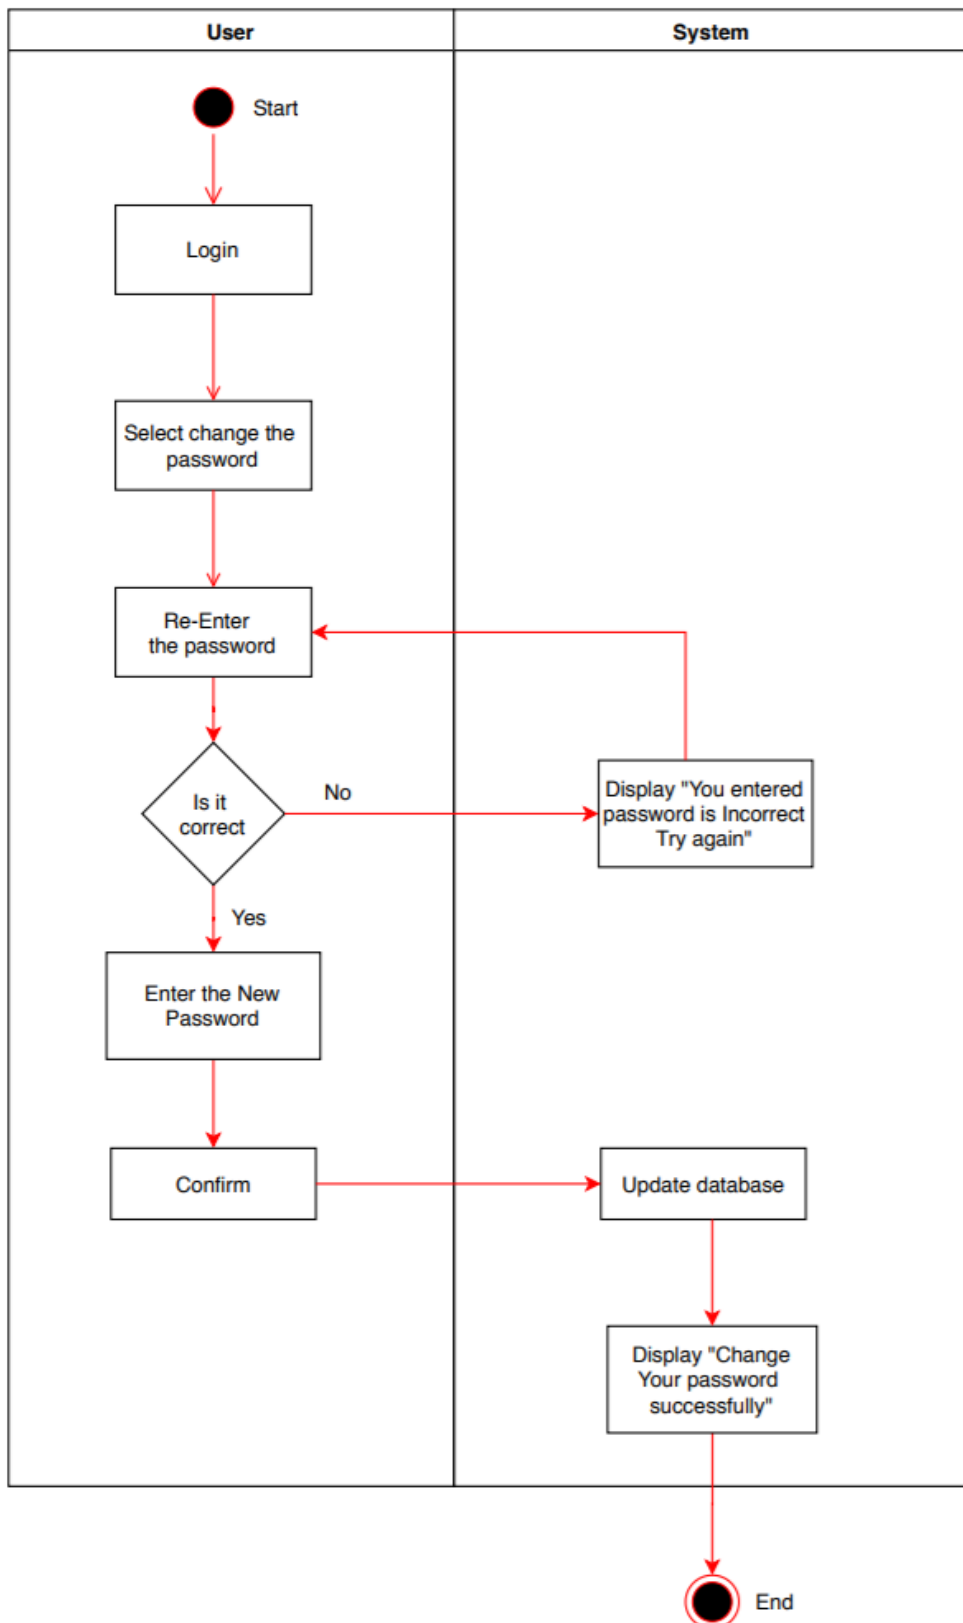 User
System
Start
Login
Select change the
password
Re-Enter
the password
Is it
correct
No
Display "You entered
password is Incorrect
Try again"
Yes
Enter the New
Password
Confirm
Update database
Display "Change
Your password
successfully"
End